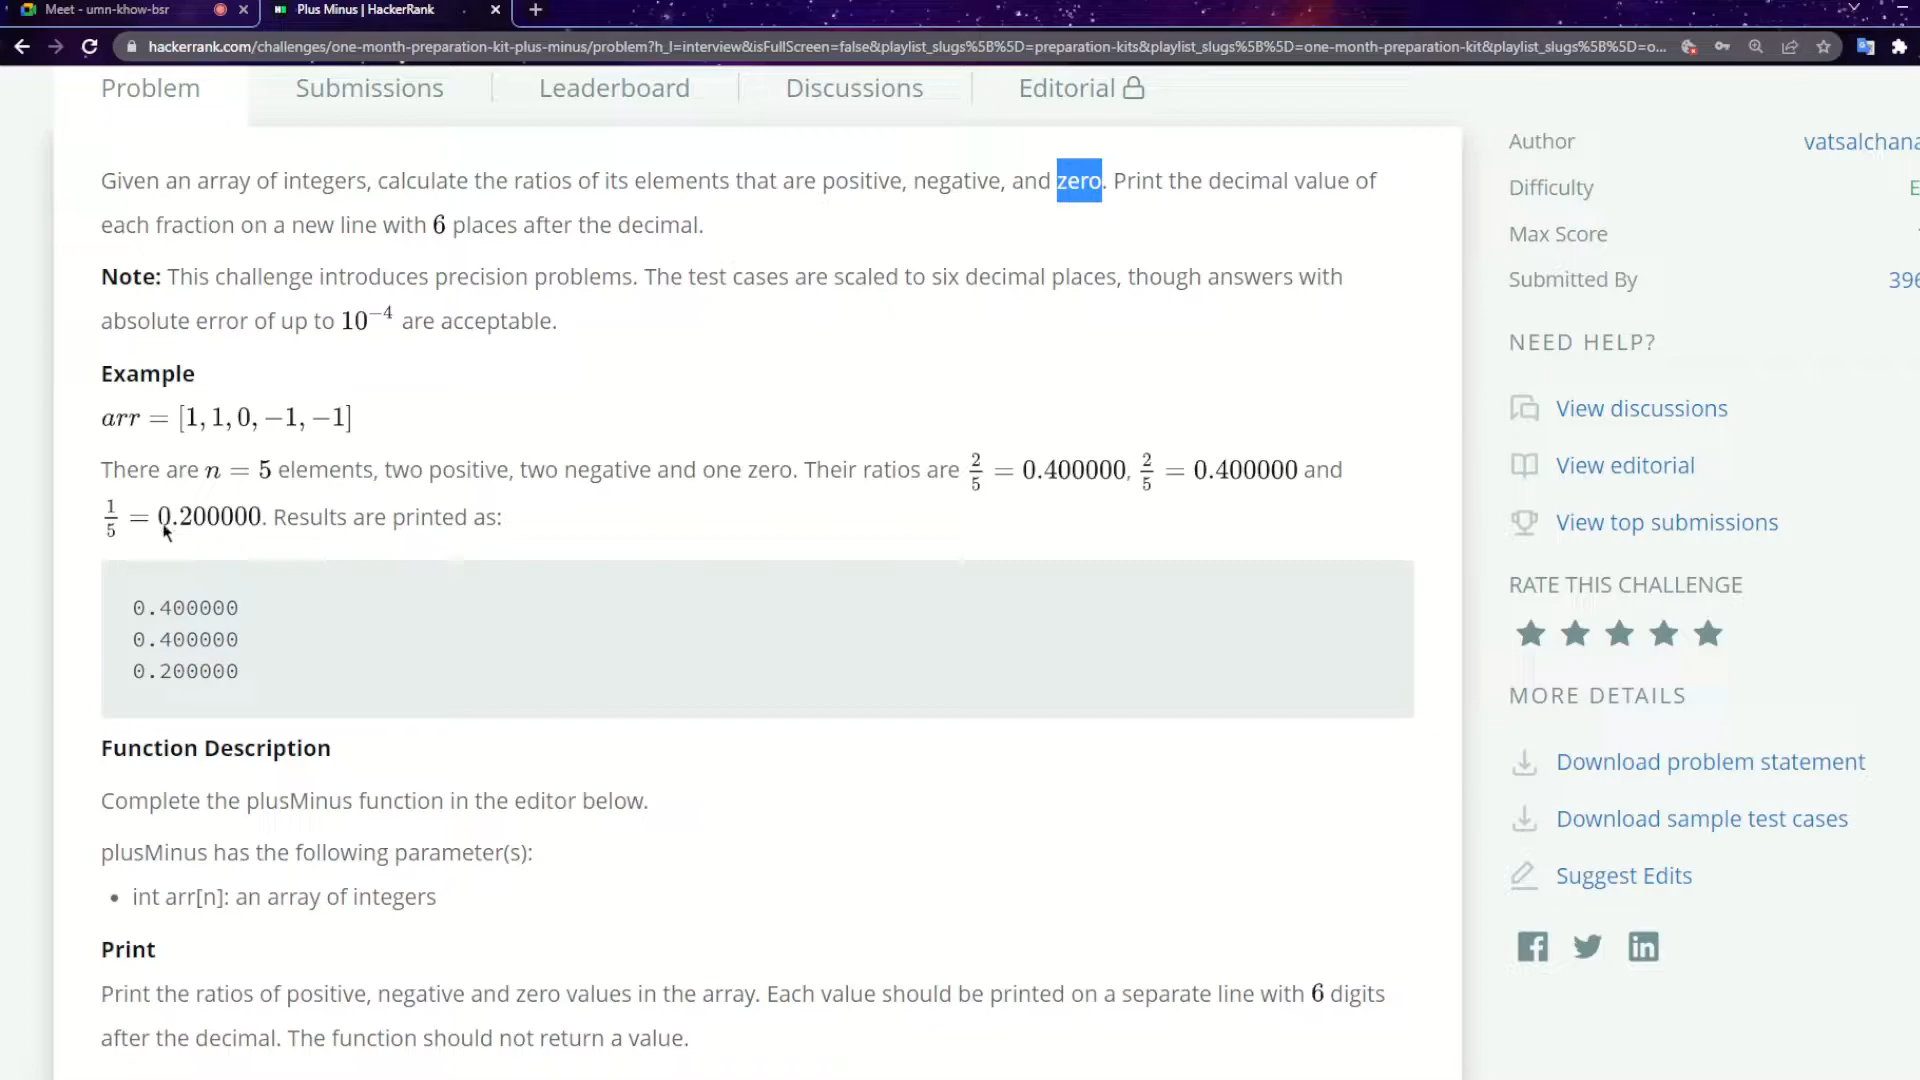 Meet - umn-khow-bsr
Plus Minus | HackerRank
hackerrank.com/challenges/one-month-preparation-kit-plus-minus/problem?h_l=interview&isFullScreen=false&playlist_slugs%5B%5D=preparation-kits&playlist_slugs%5B%5D=one-month-preparation-kit&playlist_slugs%5B%5D=o...
Problem Submissions Leaderboard Discussions Editorial
Given an array of integers, calculate the ratios of its elements that are positive, negative, and zero. Print the decimal value of
each fraction on a new line with 6 places after the decimal.
Note: This challenge introduces precision problems. The test cases are scaled to six decimal places, though answers with
absolute error of up to 10⁻⁴ are acceptable.
Example
arr = [1, 1, 0, −1, −1]
There are n = 5 elements, two positive, two negative and one zero. Their ratios are 2/5 = 0.400000, 2/5 = 0.400000 and
1/5 = 0.200000. Results are printed as:
0.400000
0.400000
0.200000
Function Description
Complete the plusMinus function in the editor below.
plusMinus has the following parameter(s):
• int arr[n]: an array of integers
Print
Print the ratios of positive, negative and zero values in the array. Each value should be printed on a separate line with 6 digits
after the decimal. The function should not return a value.
Author vatsalchana
Difficulty E
Max Score
Submitted By 396
NEED HELP?
View discussions
View editorial
View top submissions
RATE THIS CHALLENGE
MORE DETAILS
Download problem statement
Download sample test cases
Suggest Edits